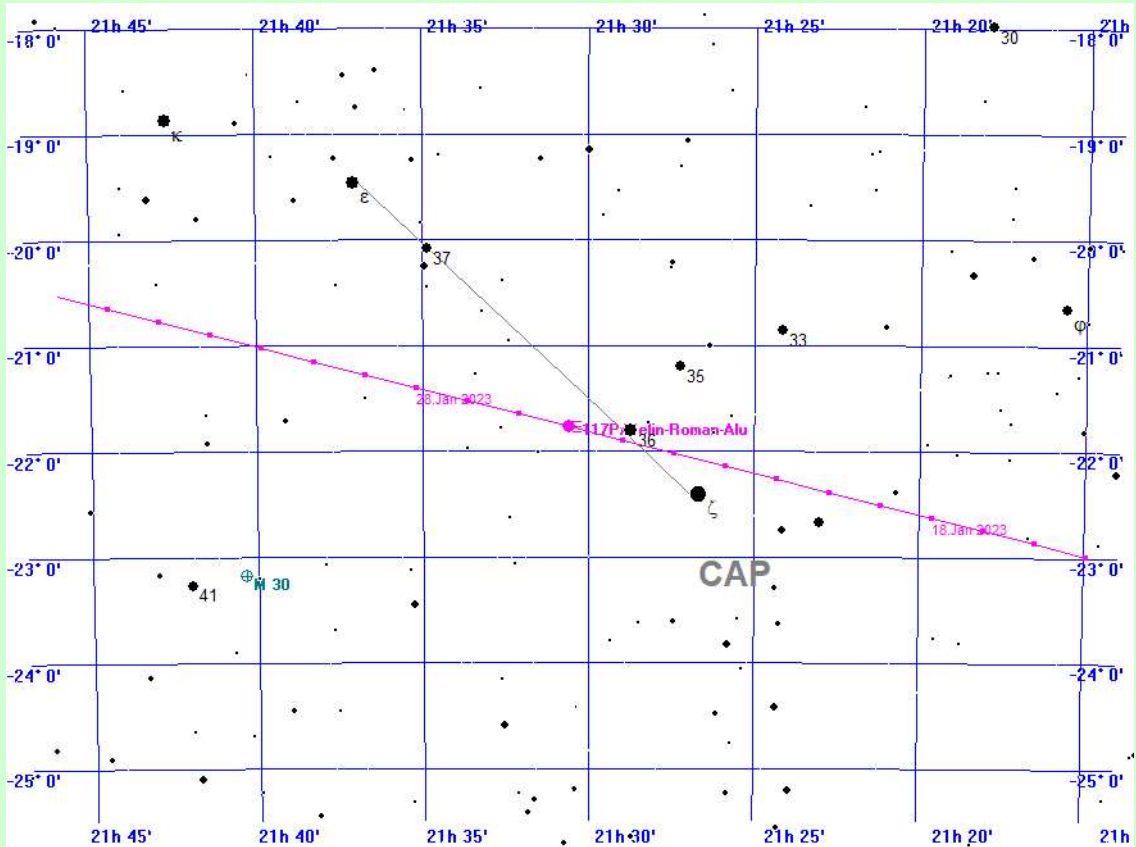 21h 45' 21h 40' 21h 35' 21h 30' 21h 25' 21h 20' 21h
-18° 0' 30 -18° 0'
κ
-19° 0' -19° 0'
ε
-20° 0' 37 -20° 0'
33 φ
-21° 0' -21° 0'
35
28.Jan 2023
117P elin-Roman-Alu
36
-22° 0' -22° 0'
ζ
18.Jan 2023
-23° 0' CAP -23° 0'
M 30
41
-24° 0' -24° 0'
-25° 0' -25° 0'
21h 45' 21h 40' 21h 35' 21h 30' 21h 25' 21h 20' 21h